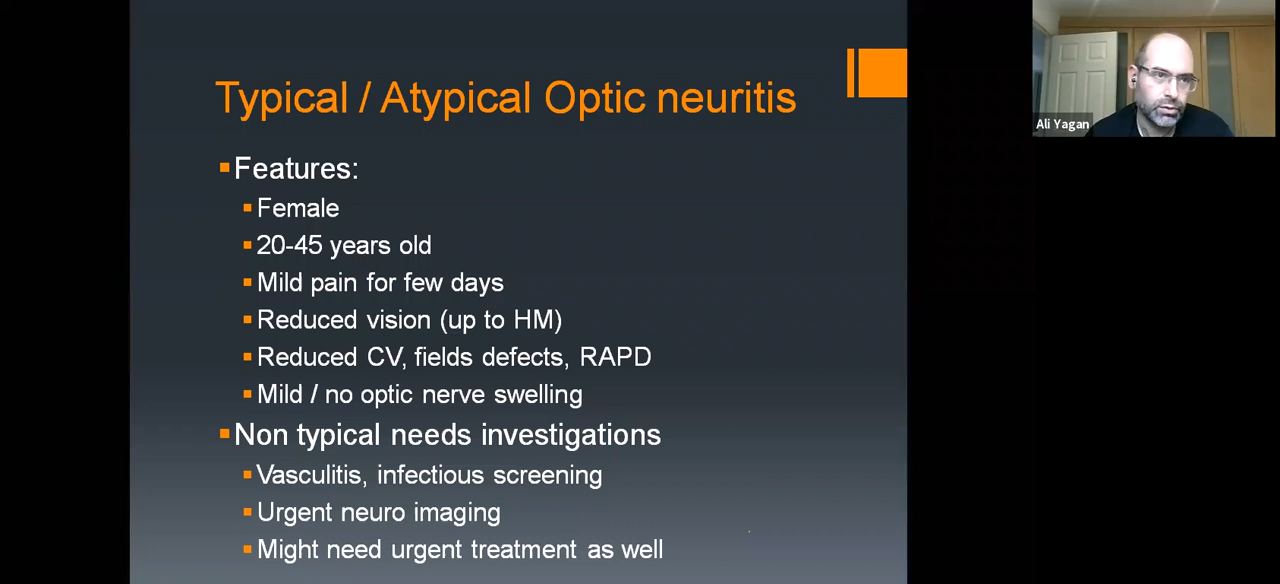 Typical / Atypical Optic neuritis
Features:
Female
20-45 years old
Mild pain for few days
Reduced vision (up to HM)
Reduced CV, fields defects, RAPD
Mild / no optic nerve swelling
Non typical needs investigations
Vasculitis, infectious screening
Urgent neuro imaging
Might need urgent treatment as well
Ali Yagan